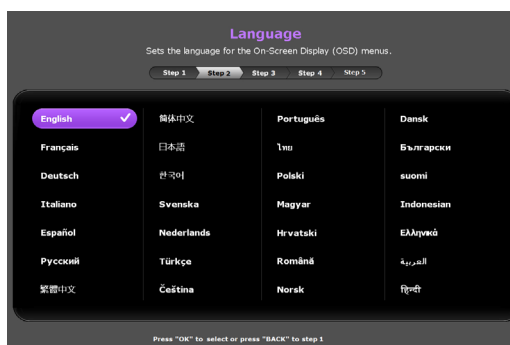 Language
Sets the language for the On-Screen Display (OSD) menus.
Step 1 Step 2 Step 3 Step 4 Step 5
English 简体中文 Português Dansk
Français 日本語 ไทย Български
Deutsch 한국어 Polski suomi
Italiano Svenska Magyar Indonesian
Español Nederlands Hrvatski Ελληνικά
Русский Türkçe Română العربية
繁體中文 Čeština Norsk हिन्दी
Press "OK" to select or press "BACK" to step 1